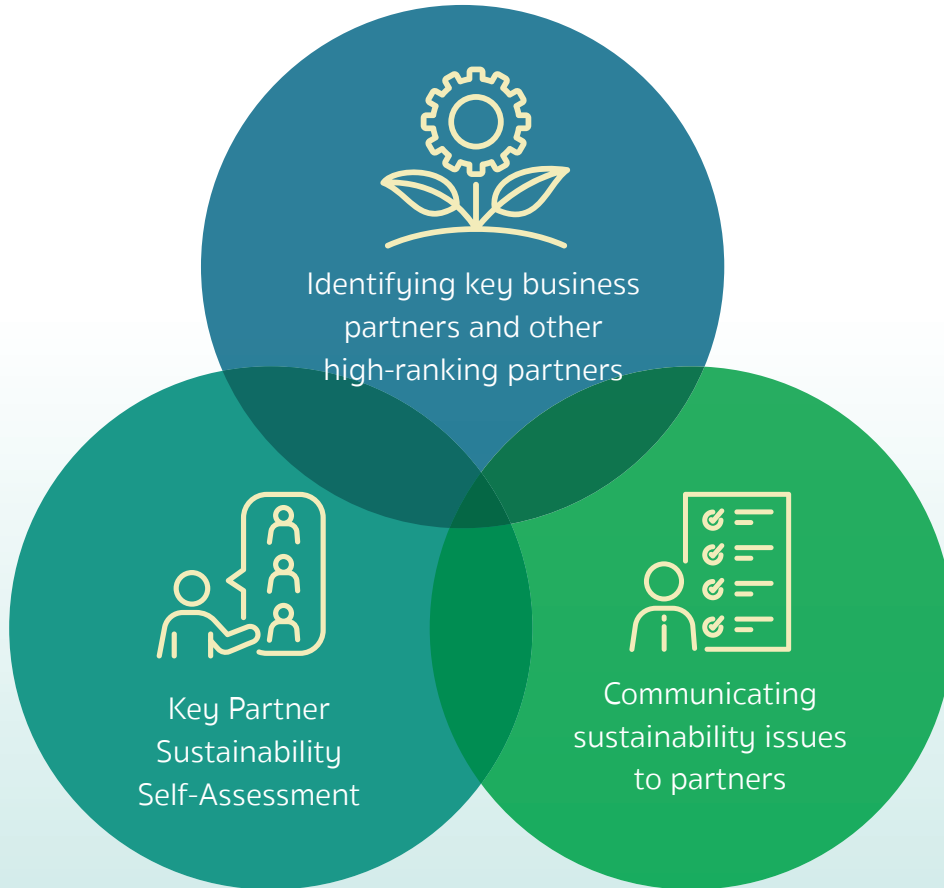 Identifying key business
partners and other
high-ranking partners
Key Partner
Sustainability
Self-Assessment
Communicating
sustainability issues
to partners